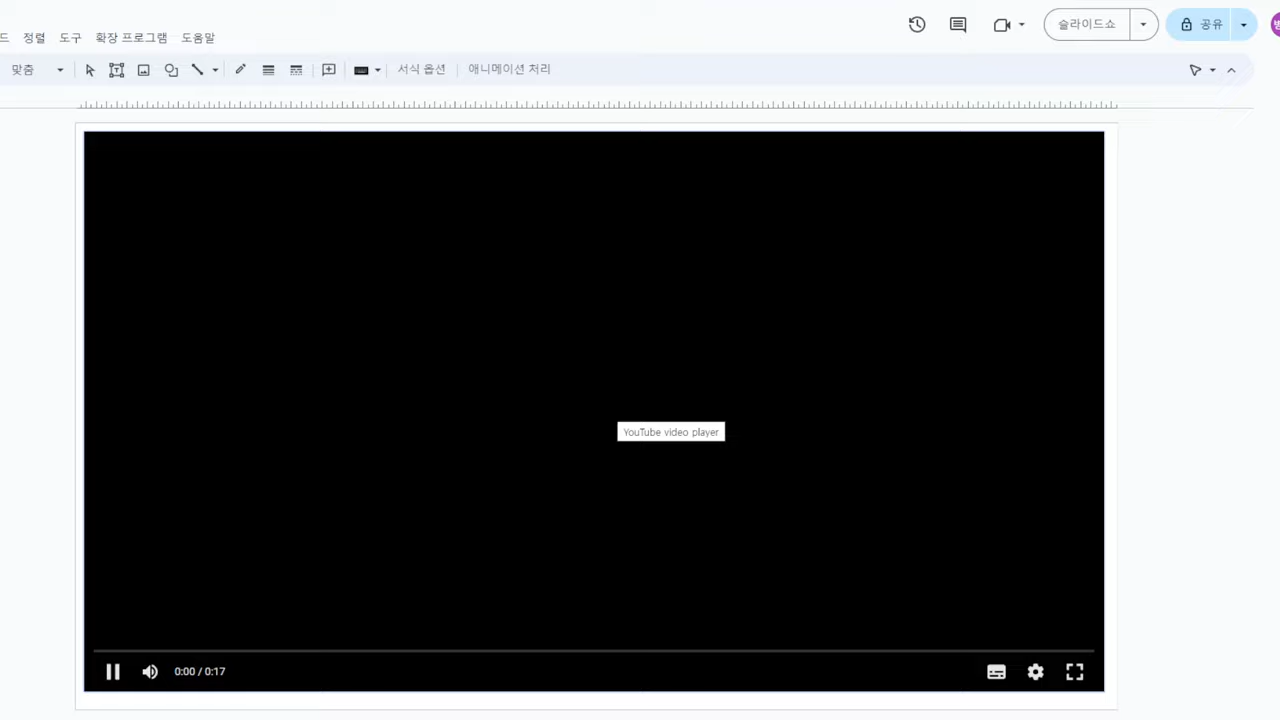 정렬 도구 확장 프로그램 도움말
슬라이드쇼
공유
맞춤
서식 옵션
애니메이션 처리
YouTube video player
0:00 / 0:17